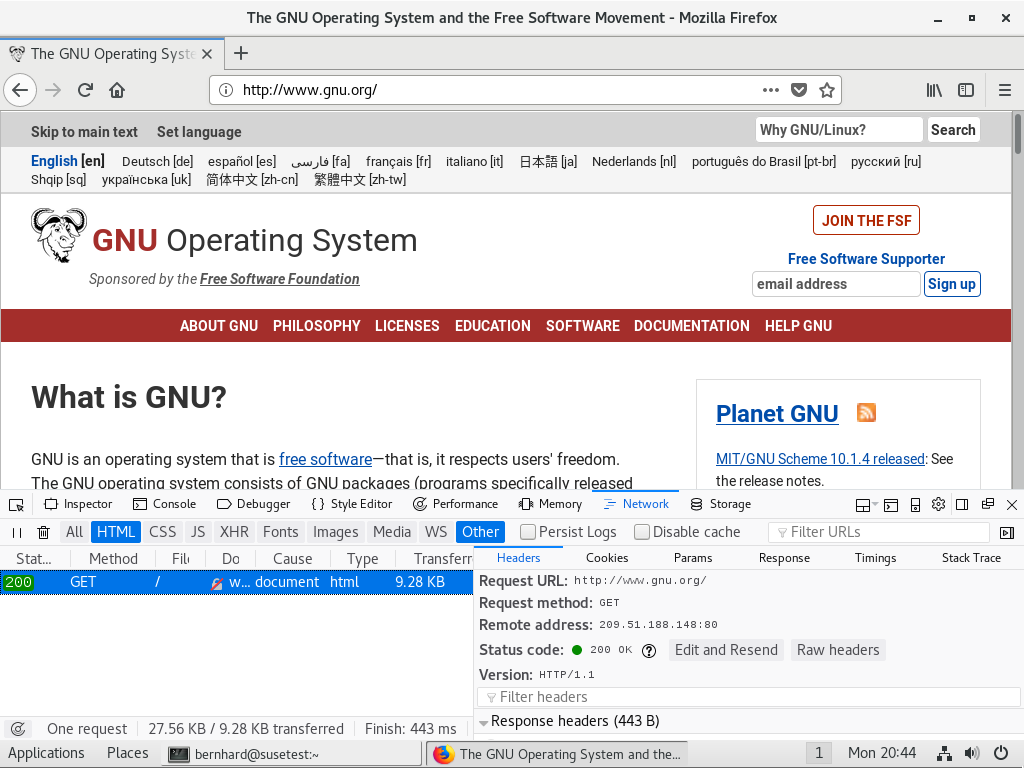 The GNU Operating System and the Free Software Movement - Mozilla Firefox
The GNU Operating Syste
http://www.gnu.org/
Skip to main text Set language Why GNU/Linux? Search
English [en] Deutsch [de] español [es] فارسی [fa] français [fr] italiano [it] 日本語 [ja] Nederlands [nl] português do Brasil [pt-br] русский [ru]
Shqip [sq] українська [uk] 简体中文 [zh-cn] 繁體中文 [zh-tw]
JOIN THE FSF
GNU Operating System
Free Software Supporter
Sponsored by the Free Software Foundation
email address Sign up
ABOUT GNU PHILOSOPHY LICENSES EDUCATION SOFTWARE DOCUMENTATION HELP GNU
What is GNU?
GNU is an operating system that is free software—that is, it respects users' freedom.
The GNU operating system consists of GNU packages (programs specifically released
Planet GNU
MIT/GNU Scheme 10.1.4 released: See
the release notes.
Inspector Console Debugger {} Style Editor Performance Memory Network Storage
All HTML CSS JS XHR Fonts Images Media WS Other Persist Logs Disable cache Filter URLs
Stat... Method File Do Cause Type Transferr
200 GET / w... document html 9.28 KB
One request 27.56 KB / 9.28 KB transferred Finish: 443 ms
Headers Cookies Params Response Timings Stack Trace
Request URL: http://www.gnu.org/
Request method: GET
Remote address: 209.51.188.148:80
Status code: 200 OK ? Edit and Resend Raw headers
Version: HTTP/1.1
Filter headers
Response headers (443 B)
Applications Places bernhard@susetest:~ The GNU Operating System and the... 1 Mon 20:44